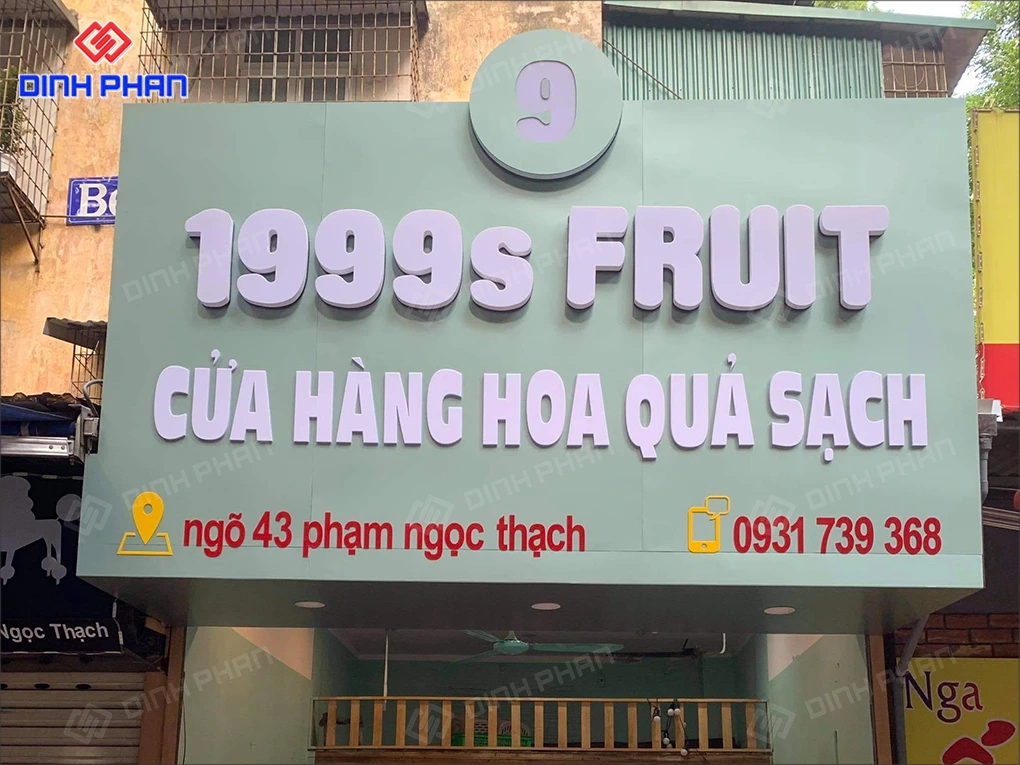 DINH PHAN
9
1999s FRUIT
CỬA HÀNG HOA QUẢ SẠCH
ngõ 43 phạm ngọc thạch
0931 739 368
Ngọc Thạch
Nga